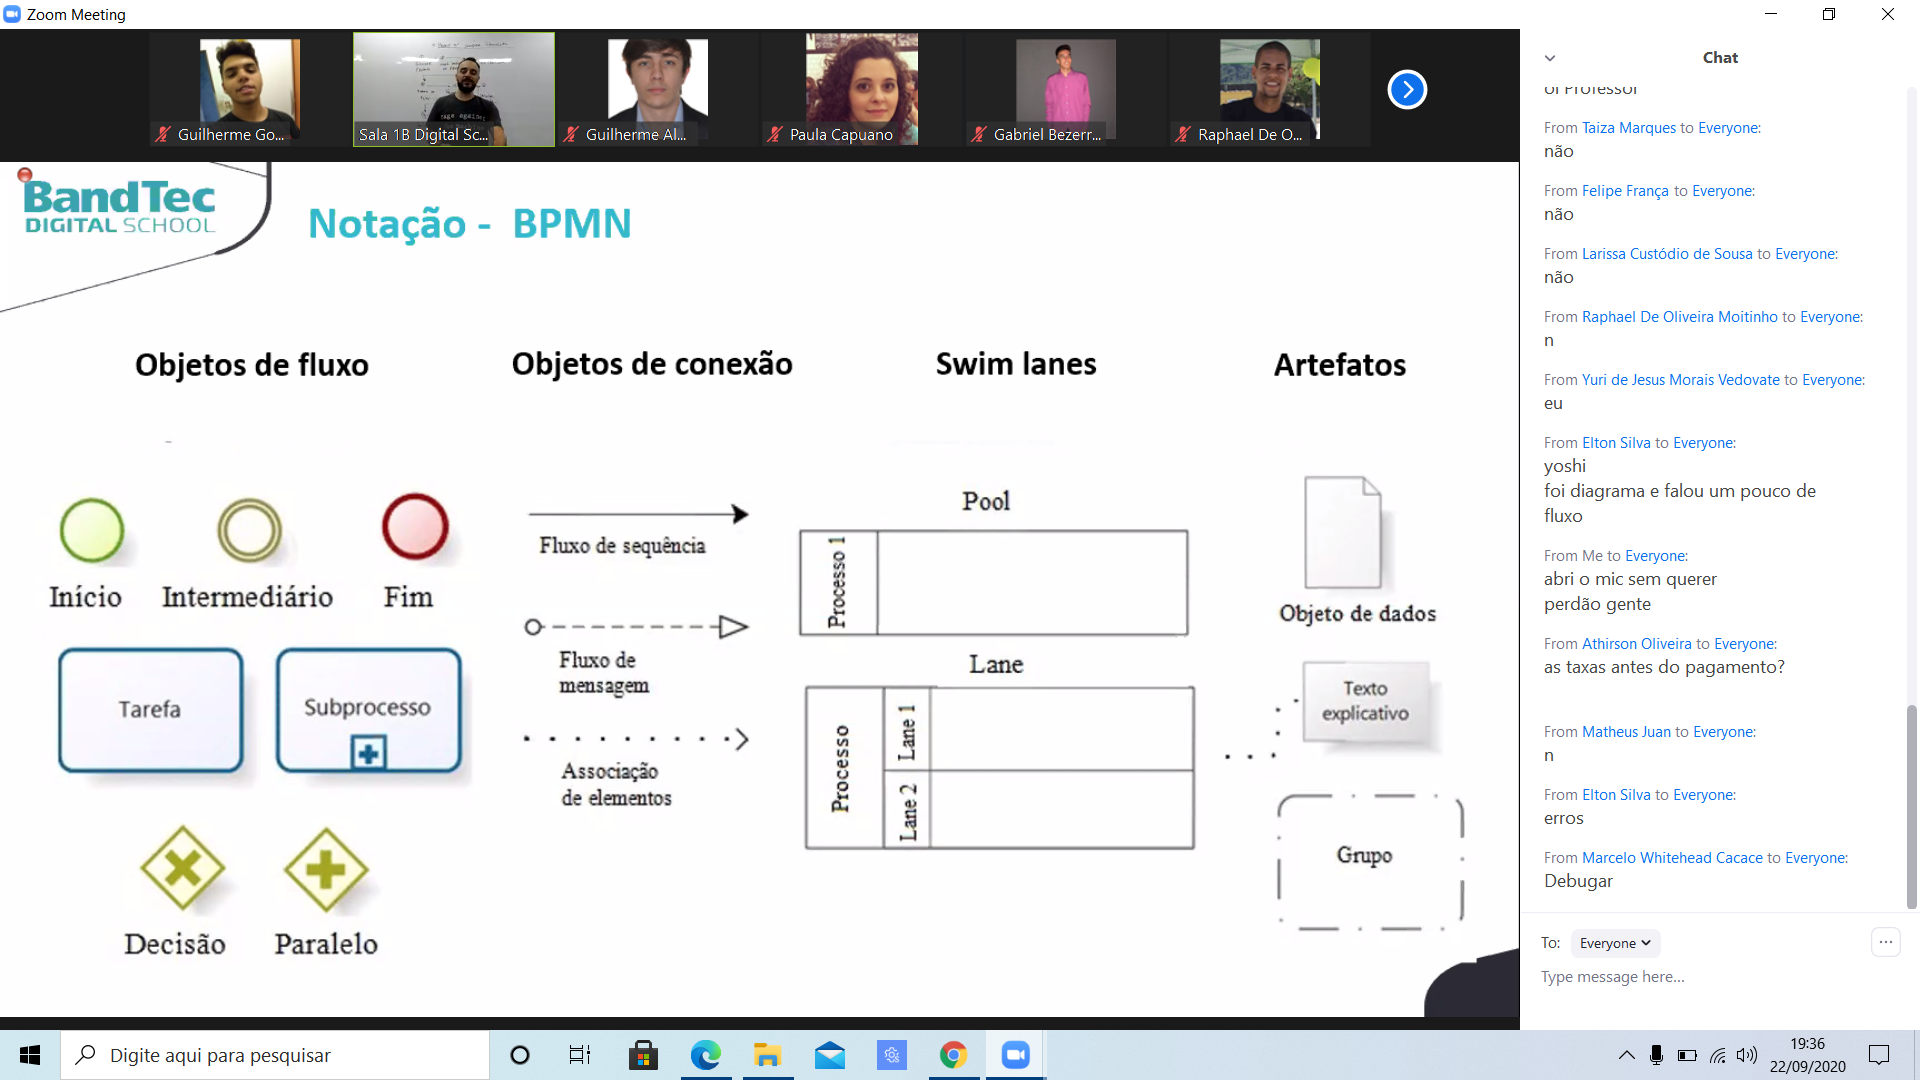 Zoom Meeting
Guilherme Go...
Sala 1B Digital Sc...
Guilherme Al...
Paula Capuano
Gabriel Bezerr...
Raphael De O...
BandTec
DIGITAL SCHOOL
Notação - BPMN
Objetos de fluxo
Início
Intermediário
Fim
Tarefa
Subprocesso
Decisão
Paralelo
Objetos de conexão
Fluxo de sequência
Fluxo de
mensagem
Associação
de elementos
Swim lanes
Pool
Processo 1
Lane
Processo
Lane 1
Lane 2
Artefatos
Objeto de dados
Texto
explicativo
Grupo
Chat
ol Professor
From Taiza Marques to Everyone:
não
From Felipe França to Everyone:
não
From Larissa Custódio de Sousa to Everyone:
não
From Raphael De Oliveira Moitinho to Everyone:
n
From Yuri de Jesus Morais Vedovate to Everyone:
eu
From Elton Silva to Everyone:
yoshi
foi diagrama e falou um pouco de
fluxo
From Me to Everyone:
abri o mic sem querer
perdão gente
From Athirson Oliveira to Everyone:
as taxas antes do pagamento?
From Matheus Juan to Everyone:
n
From Elton Silva to Everyone:
erros
From Marcelo Whitehead Cacace to Everyone:
Debugar
To: Everyone
Type message here...
Digite aqui para pesquisar
19:36
22/09/2020